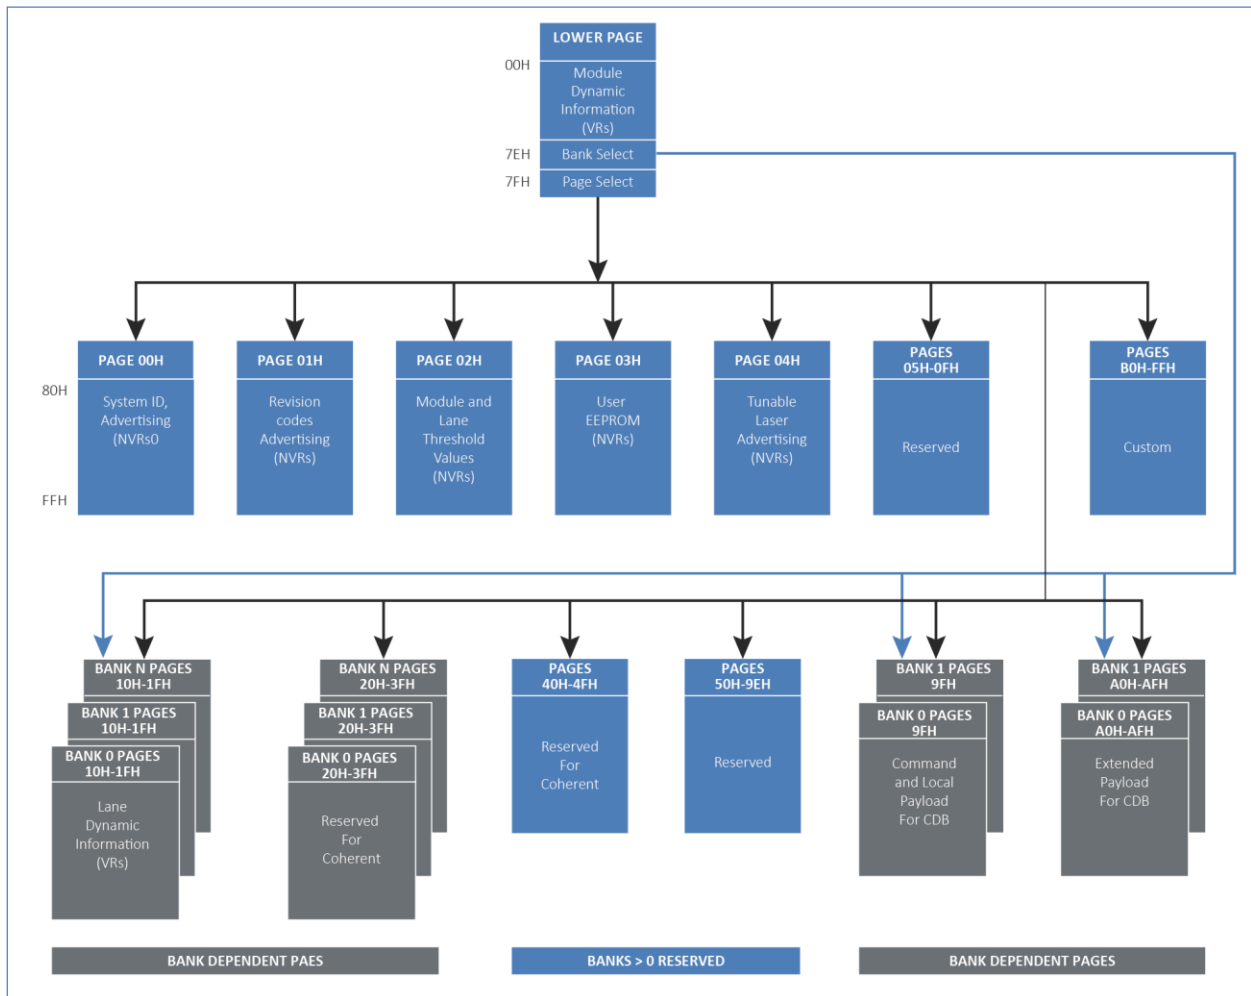 LOWER PAGE
00H
Module
Dynamic
Information
(VRs)
7EH
Bank Select
7FH
Page Select
PAGE 00H
80H
System ID,
Advertising
(NVRs0
FFH
PAGE 01H
Revision
codes
Advertising
(NVRs)
PAGE 02H
Module and
Lane
Threshold
Values
(NVRs)
PAGE 03H
User
EEPROM
(NVRs)
PAGE 04H
Tunable
Laser
Advertising
(NVRs)
PAGES
05H-0FH
Reserved
PAGES
B0H-FFH
Custom
BANK N PAGES
10H-1FH
BANK 1 PAGES
10H-1FH
BANK 0 PAGES
10H-1FH
Lane
Dynamic
Information
(VRs)
BANK N PAGES
20H-3FH
BANK 1 PAGES
20H-3FH
BANK 0 PAGES
20H-3FH
Reserved
For
Coherent
PAGES
40H-4FH
Reserved
For
Coherent
PAGES
50H-9EH
Reserved
BANK 1 PAGES
9FH
BANK 0 PAGES
9FH
Command
and Local
Payload
For CDB
BANK 1 PAGES
A0H-AFH
BANK 0 PAGES
A0H-AFH
Extended
Payload
For CDB
BANK DEPENDENT PAES
BANKS > 0 RESERVED
BANK DEPENDENT PAGES